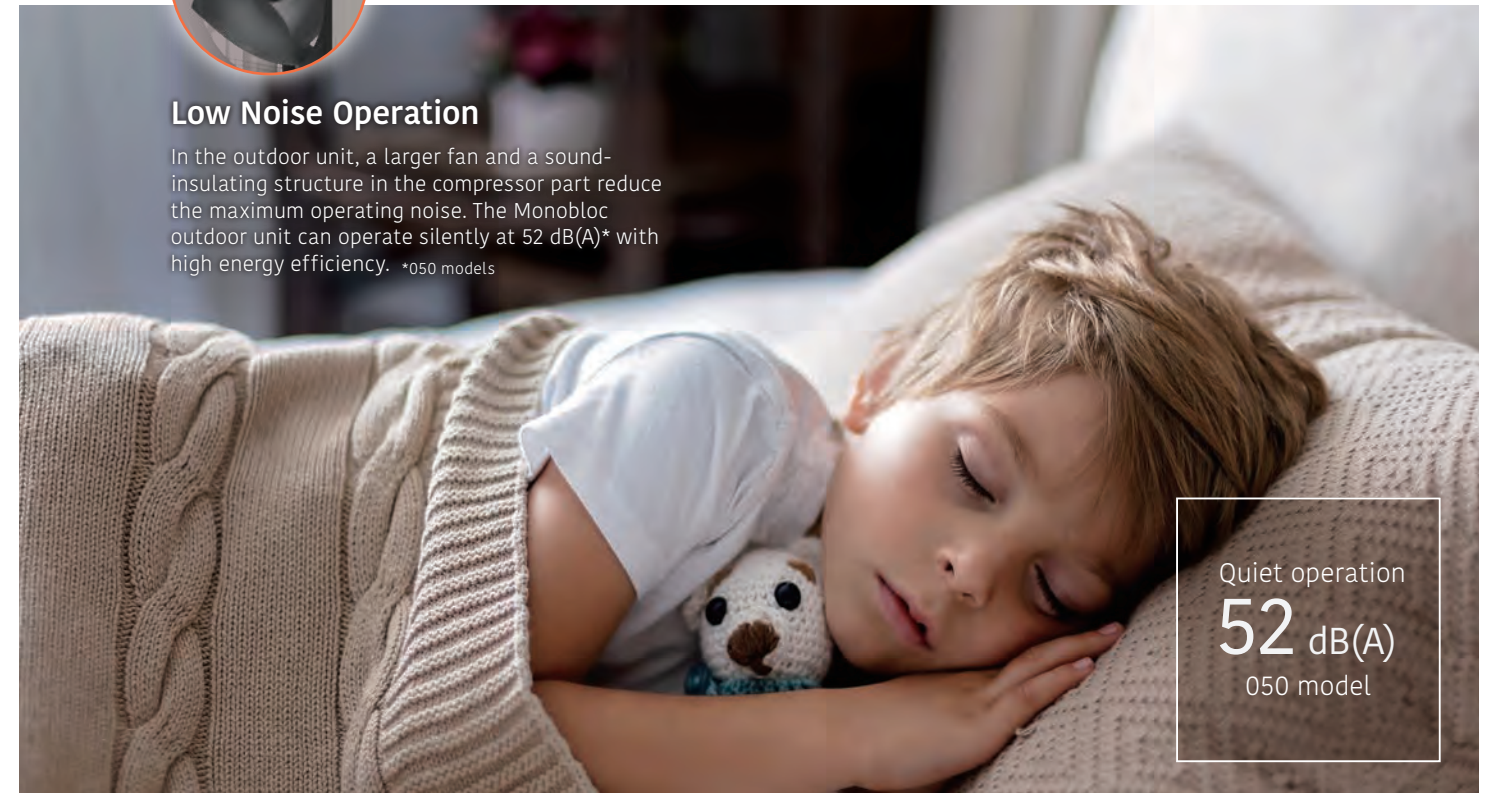 Low Noise Operation
In the outdoor unit, a larger fan and a sound-
insulating structure in the compressor part reduce
the maximum operating noise. The Monobloc
outdoor unit can operate silently at 52 dB(A)* with
high energy efficiency. *050 models
Quiet operation
52 dB(A)
050 model